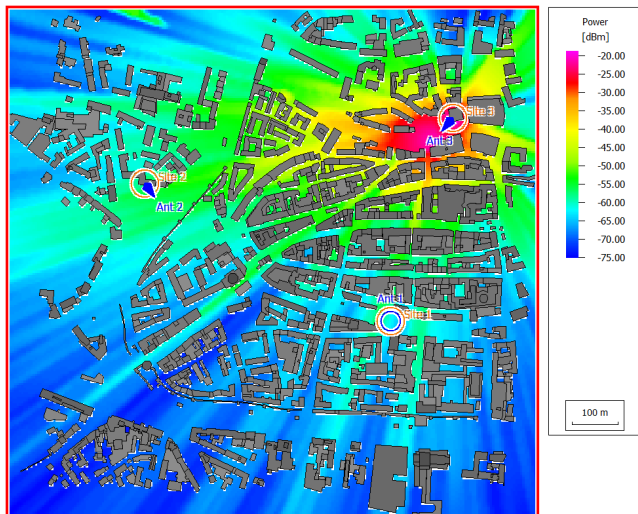 Power
[dBm]
-20.00
-25.00
-30.00
-35.00
-40.00
-45.00
-50.00
-55.00
-60.00
-65.00
-70.00
-75.00
Site 3
Ant 3
Site 2
Ant 2
Ant 1
Site 1
100 m